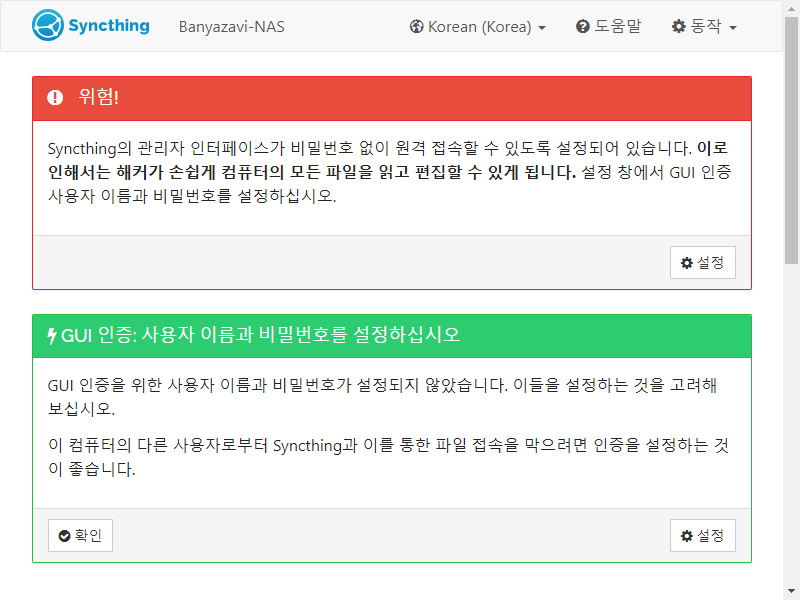 Syncthing Banyazavi-NAS Korean (Korea) 도움말 동작
위험!
Syncthing의 관리자 인터페이스가 비밀번호 없이 원격 접속할 수 있도록 설정되어 있습니다. 이로
인해서는 해커가 손쉽게 컴퓨터의 모든 파일을 읽고 편집할 수 있게 됩니다. 설정 창에서 GUI 인증
사용자 이름과 비밀번호를 설정하십시오.
설정
GUI 인증: 사용자 이름과 비밀번호를 설정하십시오
GUI 인증을 위한 사용자 이름과 비밀번호가 설정되지 않았습니다. 이들을 설정하는 것을 고려해
보십시오.
이 컴퓨터의 다른 사용자로부터 Syncthing과 이를 통한 파일 접속을 막으려면 인증을 설정하는 것
이 좋습니다.
확인 설정